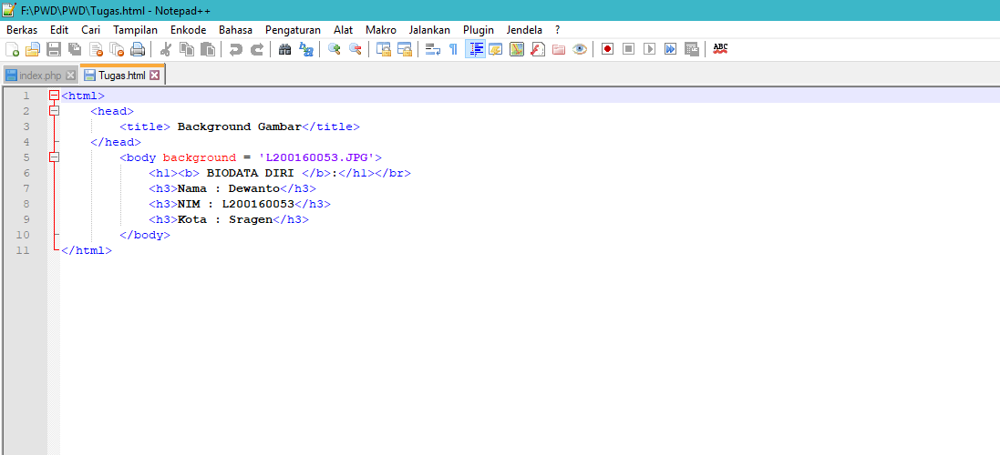 F:\PWD\PWD\Tugas.html - Notepad++
Berkas Edit Cari Tampilan Enkode Bahasa Pengaturan Alat Makro Jalankan Plugin Jendela ?
ABC
index.php Tugas.html
1 <html>
2 <head>
3 <title> Background Gambar</title>
4 </head>
5 <body background = 'L200160053.JPG'>
6 <h1><b> BIODATA DIRI </b>:</h1></br>
7 <h3>Nama : Dewanto</h3>
8 <h3>NIM : L200160053</h3>
9 <h3>Kota : Sragen</h3>
10 </body>
11 </html>